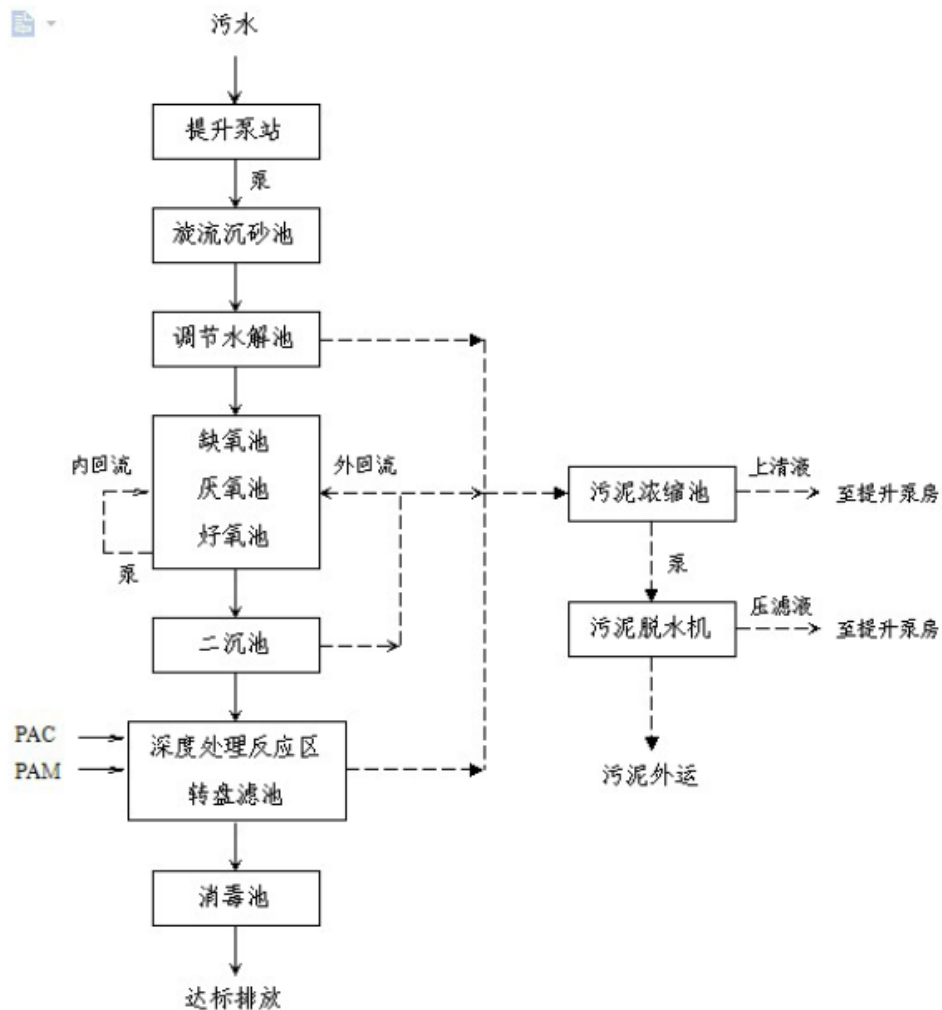 污水
提升泵站
泵
旋流沉砂池
调节水解池
缺氧池
厌氧池
好氧池
内回流
泵
外回流
二沉池
PAC
PAM
深度处理反应区
转盘滤池
消毒池
达标排放
污泥浓缩池
上清液
至提升泵房
泵
污泥脱水机
压滤液
至提升泵房
污泥外运